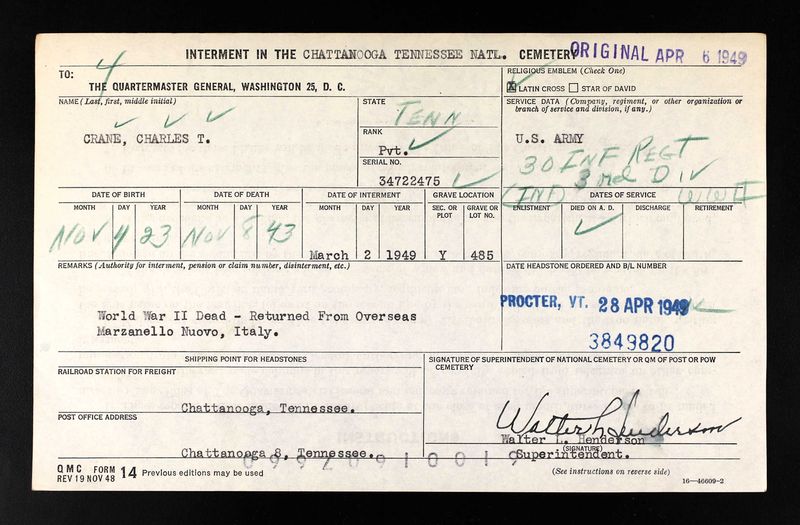 INTERMENT IN THE CHATTANOOGA TENNESSEE NATL. CEMETERY
ORIGINAL APR 6 1949
4
TO:
THE QUARTERMASTER GENERAL, WASHINGTON 25, D. C.
RELIGIOUS EMBLEM (Check One)
X LATIN CROSS STAR OF DAVID
NAME (Last, first, middle initial)
CRANE, CHARLES T.
STATE
TENN
RANK
Pvt.
SERIAL NO.
34722475
SERVICE DATA (Company, regiment, or other organization or
branch of service and division, if any.)
U.S. ARMY
30 INF REGT
3rd DIV
(INF) WW II
DATE OF BIRTH
MONTH DAY YEAR
NOV 4 23
DATE OF DEATH
MONTH DAY YEAR
NOV 8 43
DATE OF INTERMENT
MONTH DAY YEAR
March 2 1949
GRAVE LOCATION
SEC. OR PLOT
GRAVE OR LOT NO.
Y 485
DATES OF SERVICE
ENLISTMENT DIED ON A. D. DISCHARGE RETIREMENT
REMARKS (Authority for interment, pension or claim number, disinterment, etc.)
World War II Dead - Returned From Overseas
Marzanello Nuovo, Italy.
DATE HEADSTONE ORDERED AND B/L NUMBER
PROCTER, VT. 28 APR 1949
3849820
SHIPPING POINT FOR HEADSTONES
RAILROAD STATION FOR FREIGHT
Chattanooga, Tennessee.
POST OFFICE ADDRESS
Chattanooga 8, Tennessee.
SIGNATURE OF SUPERINTENDENT OF NATIONAL CEMETERY OR QM OF POST OR POW
CEMETERY
Walter L Henderson
Walter L. Henderson
(SIGNATURE)
Superintendent.
QMC FORM 14 Previous editions may be used
REV 19 NOV 48
(See instructions on reverse side)
16—46609-2